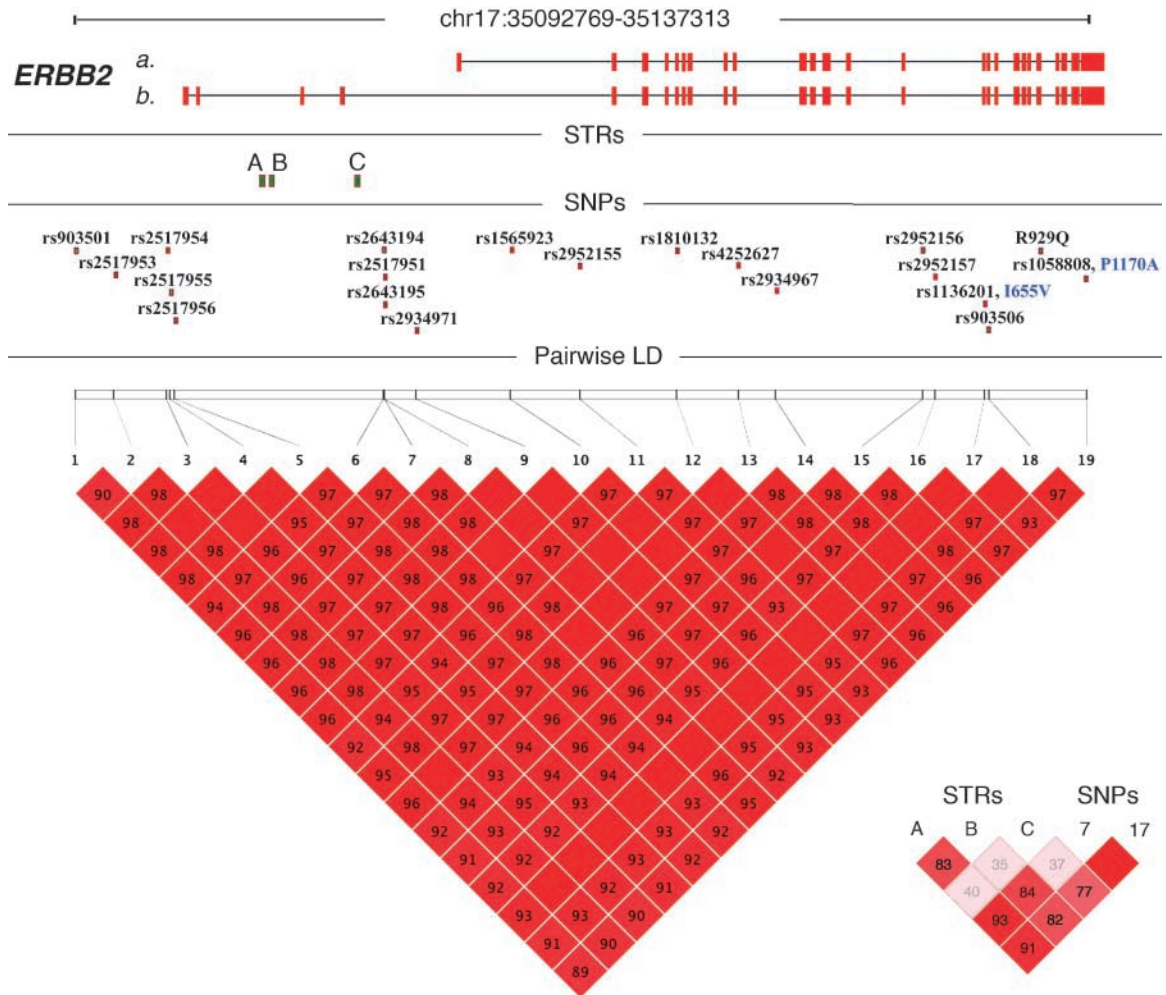 chr17:35092769-35137313
ERBB2
a.
b.
STRs
A B C
SNPs
rs903501 rs2517954 rs2643194 rs1565923 rs1810132 rs2952156 R929Q
rs2517953 rs2517951 rs2952155 rs4252627 rs2952157 rs1058808, P1170A
rs2517955 rs2643195 rs2934967 rs1136201, I655V
rs2517956 rs2934971 rs903506
Pairwise LD
1 2 3 4 5 6 7 8 9 10 11 12 13 14 15 16 17 18 19
90 98 97 97 98 97 97 98 98 98 97
98 95 97 98 98 97 97 97 98 98 97 93
98 98 96 97 98 98 97 97 97 98 97
98 97 96 97 98 98 97 97 96 97 97 96
94 98 97 97 98 96 98 97 97 93 97 96
96 98 97 97 96 98 96 97 96 97 96
96 98 97 94 97 98 96 97 96 95 96
96 98 95 95 97 96 96 95 95 93
96 94 97 97 96 96 94 95 93
92 98 97 94 96 94 95 93
95 93 94 94 96 92
96 94 95 92 93 95
92 93 92 93 92
91 92 93 92
92 92 91
93 93 90
91 90
89
STRs SNPs
A B C 7 17
83 35 37
40 84 77
93 82
91